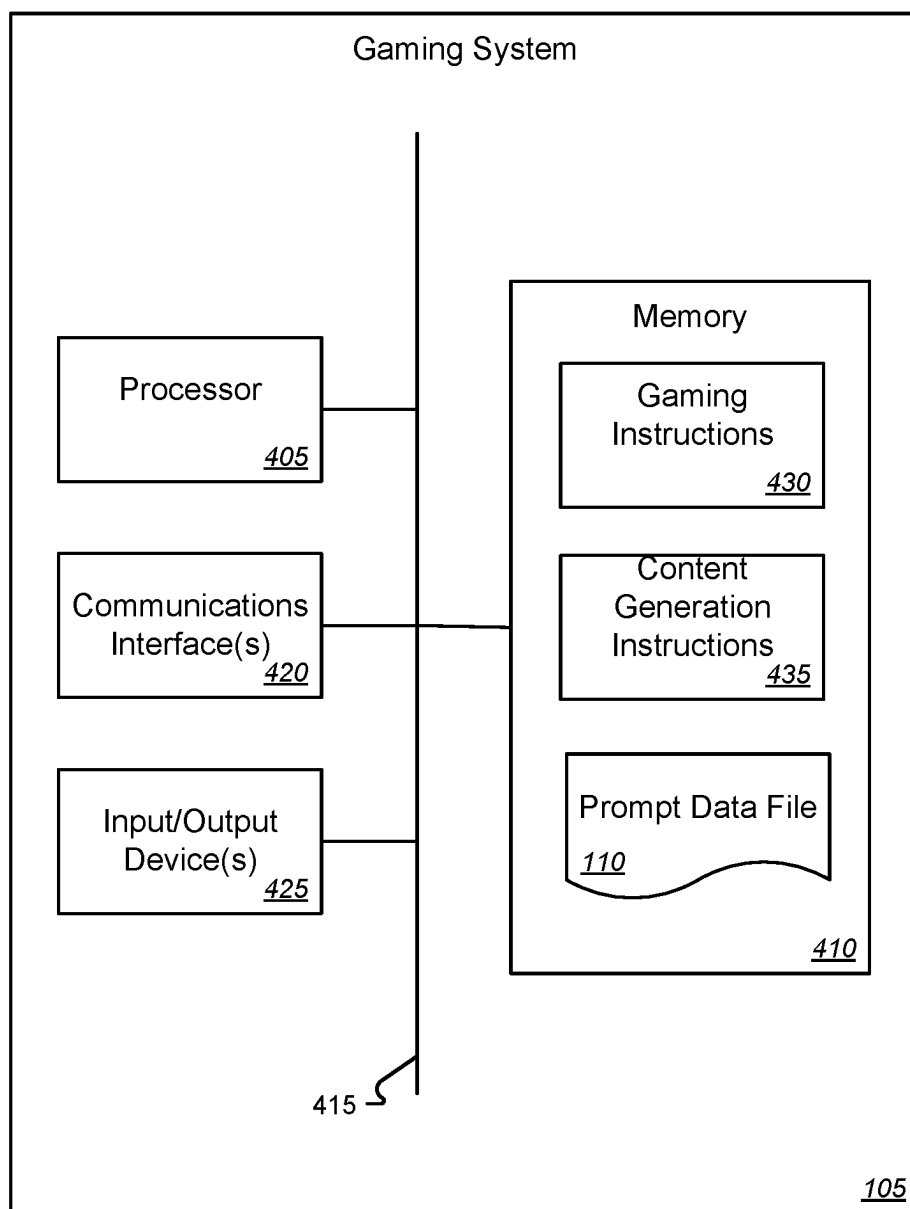 Gaming System
Processor
405
Communications
Interface(s)
420
Input/Output
Device(s)
425
Memory
Gaming
Instructions
430
Content
Generation
Instructions
435
Prompt Data File
110
410
415
105